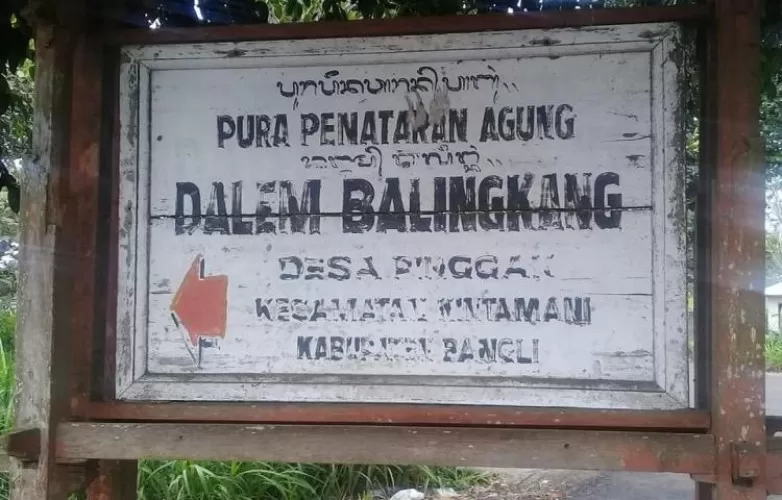 PURA PENATARAN AGUNG
DALEM BALINGKANG
DESA PINGGAN
KECAMATAN KINTAMANI
KABUPATEN BANGLI